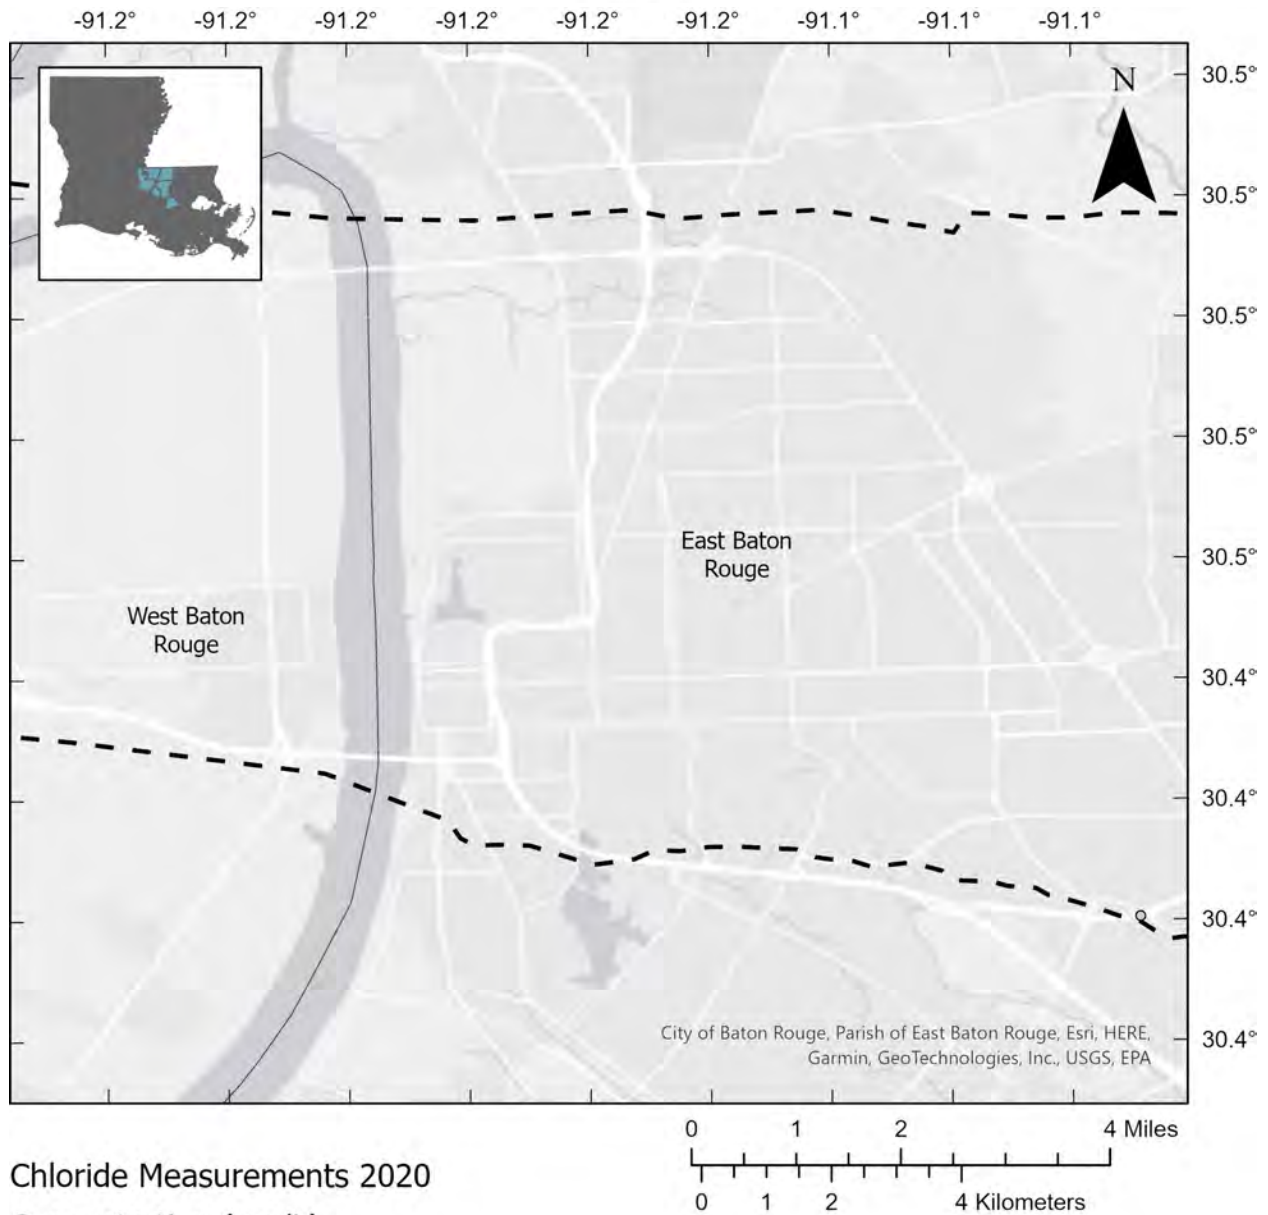 -91.2° -91.2° -91.2° -91.2° -91.2° -91.2° -91.1° -91.1° -91.1°
N
30.5°
30.5°
30.5°
30.5°
30.5°
30.4°
30.4°
30.4°
30.4°
East Baton
Rouge
West Baton
Rouge
City of Baton Rouge, Parish of East Baton Rouge, Esri, HERE,
Garmin, GeoTechnologies, Inc., USGS, EPA
0 1 2 4 Miles
0 1 2 4 Kilometers
Chloride Measurements 2020